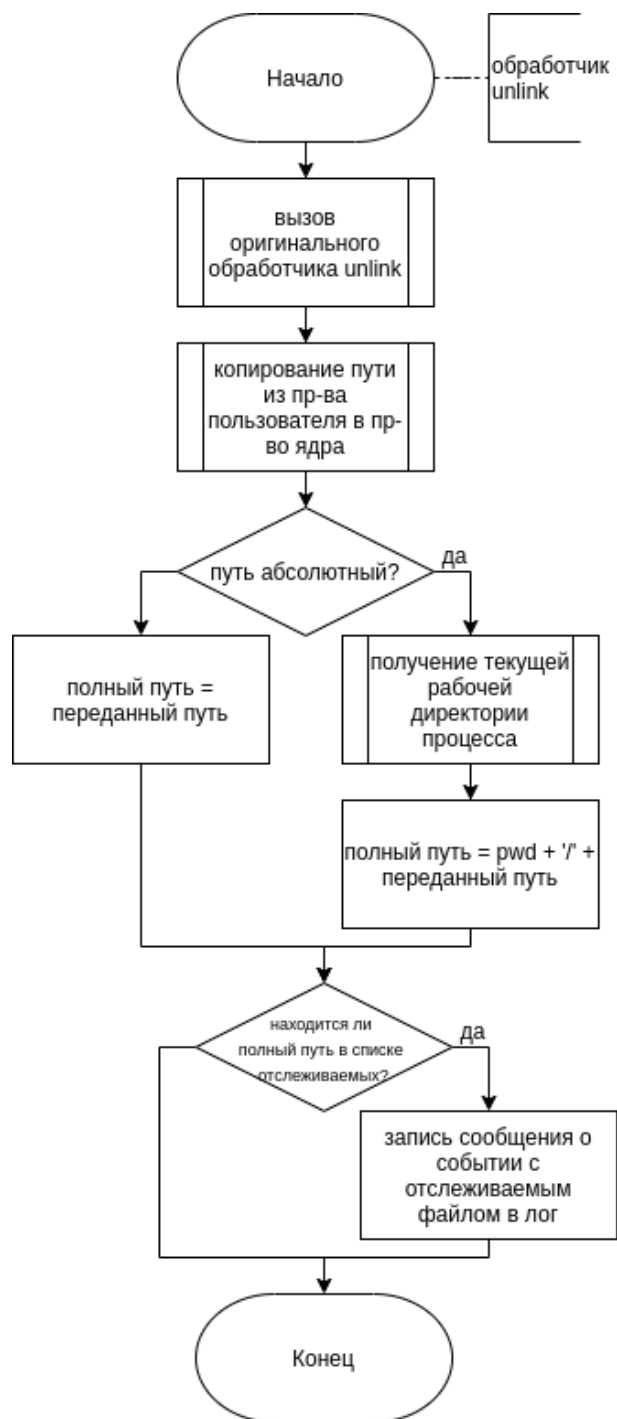 Начало
обработчик
unlink
вызов
оригинального
обработчика unlink
копирование пути
из пр-ва
пользователя в пр-
во ядра
путь абсолютный?
да
полный путь =
переданный путь
получение текущей
рабочей
директории
процесса
полный путь = pwd + '/' +
переданный путь
находится ли
полный путь в списке
отслеживаемых?
да
запись сообщения о
событии с
отслеживаемым
файлом в лог
Конец